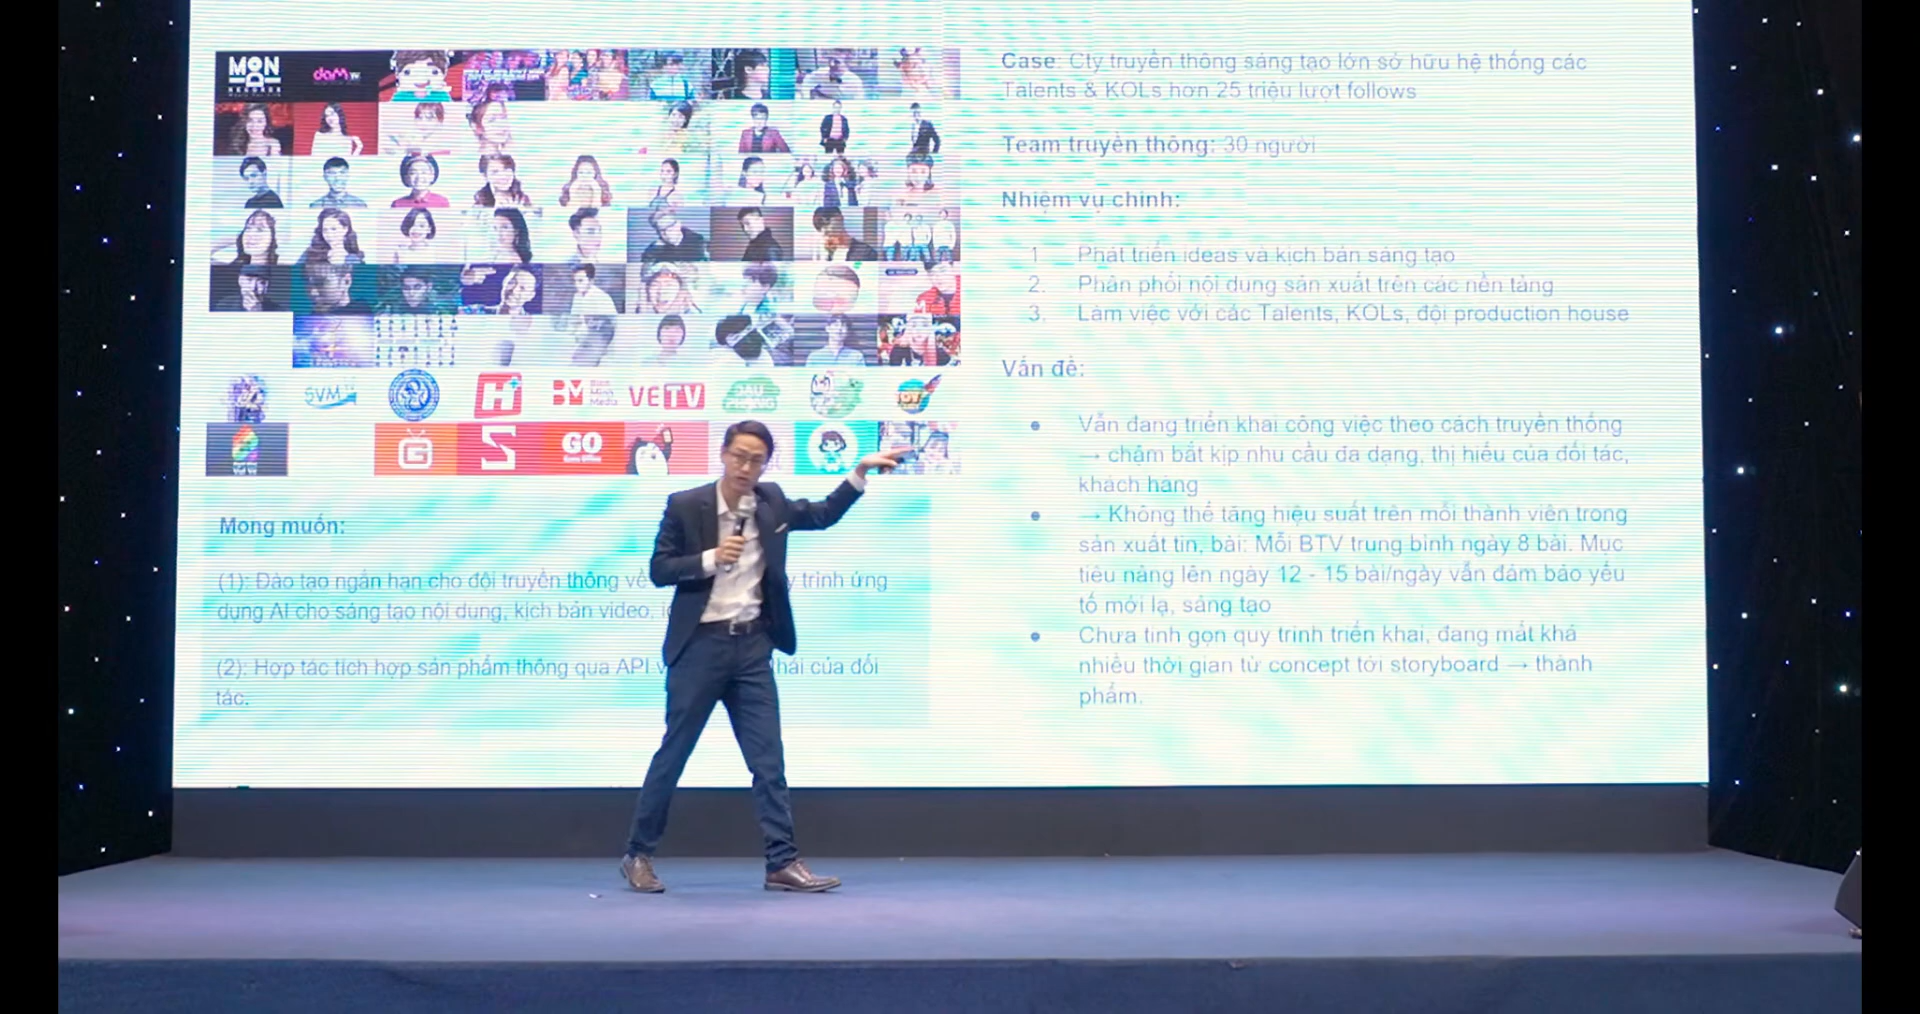 MON
RECORDS
daM tv
5VM
H+
BM Bình Minh Media
VETV
GO
Mong muốn:
(1): Đào tạo ngắn hạn cho đội truyền thông về y trình ứng
dụng AI cho sáng tạo nội dung, kịch bản video,
(2): Hợp tác tích hợp sản phẩm thông qua API hái của đối
tác.
Case: Cty truyền thông sáng tạo lớn sở hữu hệ thống các
Talents & KOLs hơn 25 triệu lượt follows
Team truyền thông: 30 người
Nhiệm vụ chính:
1. Phát triển ideas và kịch bản sáng tạo
2. Phân phối nội dung sản xuất trên các nền tảng
3. Làm việc với các Talents, KOLs, đội production house
Vấn đề:
● Vẫn đang triển khai công việc theo cách truyền thống
→ chậm bắt kịp nhu cầu đa dạng, thị hiếu của đối tác,
khách hàng
● → Không thể tăng hiệu suất trên mỗi thành viên trong
sản xuất tin, bài: Mỗi BTV trung bình ngày 8 bài. Mục
tiêu nâng lên ngày 12 - 15 bài/ngày vẫn đảm bảo yếu
tố mới lạ, sáng tạo
● Chưa tinh gọn quy trình triển khai, đang mất khá
nhiều thời gian từ concept tới storyboard → thành
phẩm.